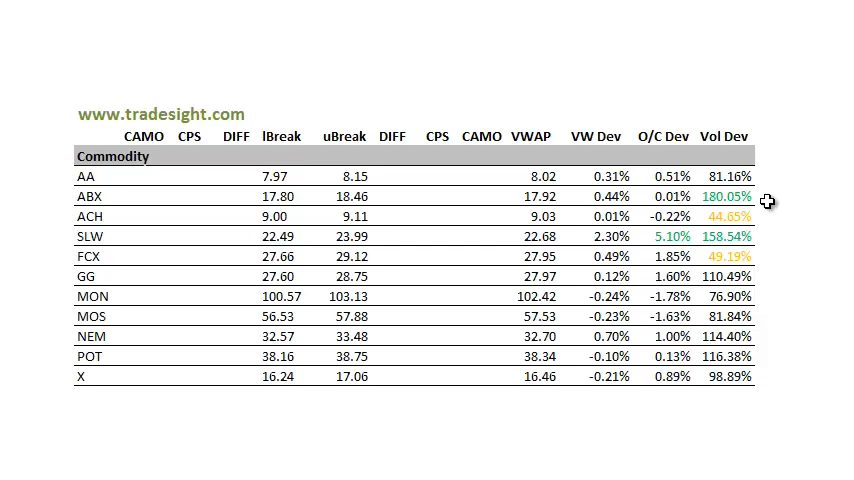 www.tradesight.com
CAMO CPS DIFF lBreak uBreak DIFF CPS CAMO VWAP VW Dev O/C Dev Vol Dev
Commodity
AA 7.97 8.15 8.02 0.31% 0.51% 81.16%
ABX 17.80 18.46 17.92 0.44% 0.01% 180.05%
ACH 9.00 9.11 9.03 0.01% -0.22% 44.65%
SLW 22.49 23.99 22.68 2.30% 5.10% 158.54%
FCX 27.66 29.12 27.95 0.49% 1.85% 49.19%
GG 27.60 28.75 27.97 0.12% 1.60% 110.49%
MON 100.57 103.13 102.42 -0.24% -1.78% 76.90%
MOS 56.53 57.88 57.53 -0.23% -1.63% 81.84%
NEM 32.57 33.48 32.70 0.70% 1.00% 114.40%
POT 38.16 38.75 38.34 -0.10% 0.13% 116.38%
X 16.24 17.06 16.46 -0.21% 0.89% 98.89%